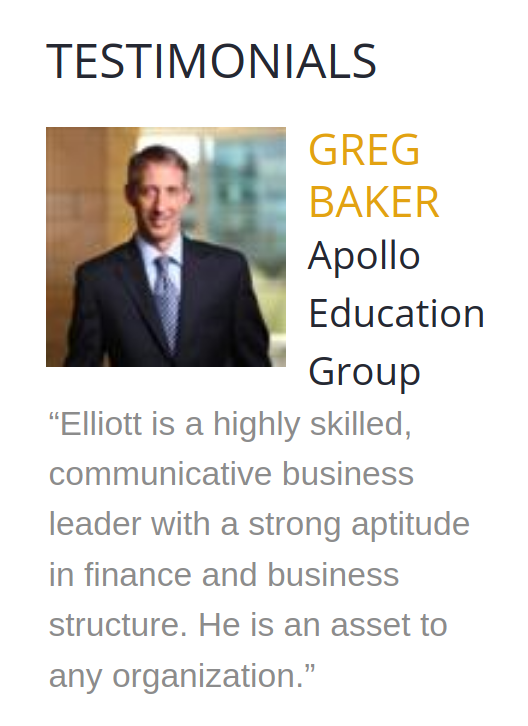 TESTIMONIALS
GREG
BAKER
Apollo
Education
Group
“Elliott is a highly skilled,
communicative business
leader with a strong aptitude
in finance and business
structure. He is an asset to
any organization.”